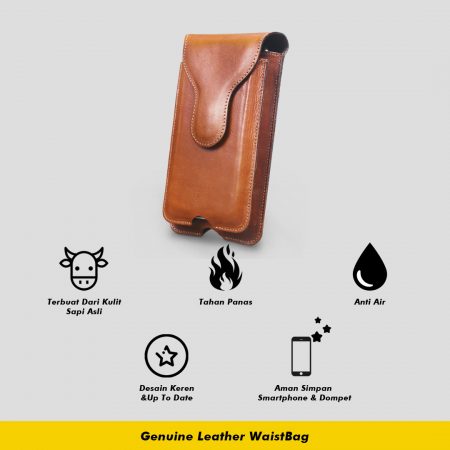 Terbuat Dari Kulit
Sapi Asli
Tahan Panas
Anti Air
Desain Keren
&Up To Date
Aman Simpan
Smartphone & Dompet
Genuine Leather WaistBag